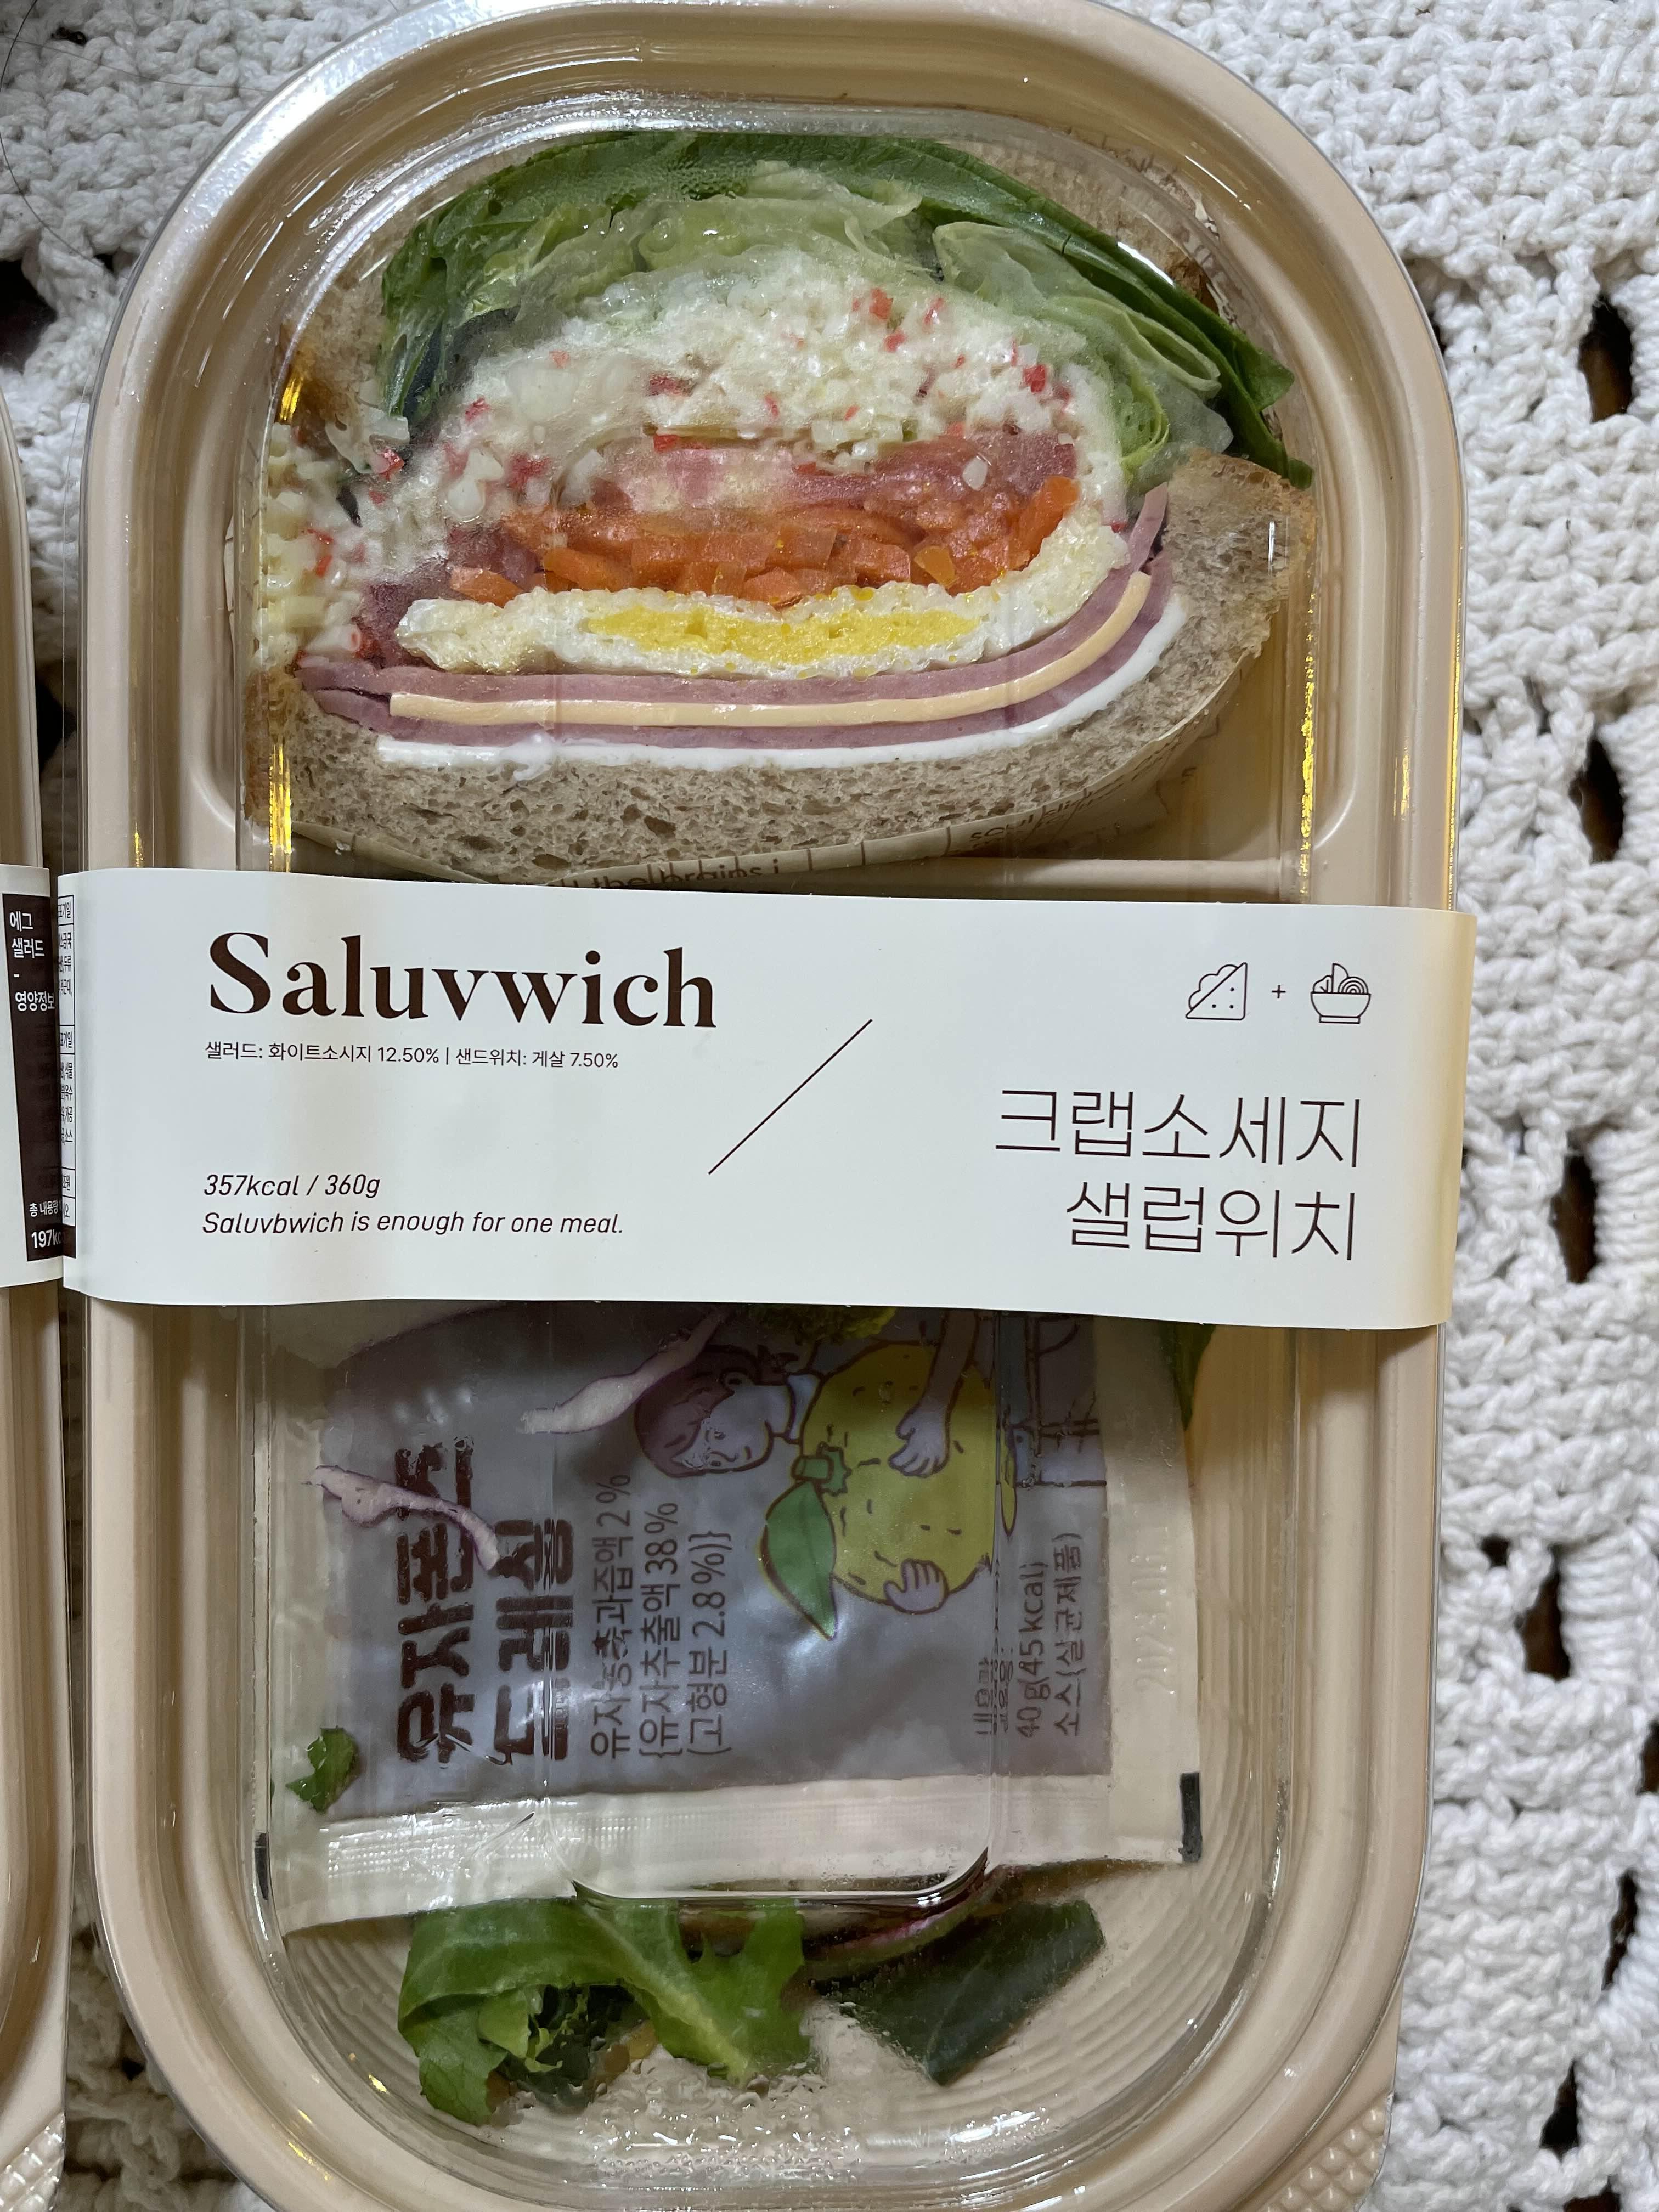 the brains i
Saluvwich
샐러드: 화이트소시지 12.50% | 샌드위치: 게살 7.50%
357kcal / 360g
Saluvbwich is enough for one meal.
+
크랩소세지
샐럽위치
에그
샐러드
-
영양정보
총 내용량
197kc
유자폰즈
드레싱
유자농축과즙액 2%
{유자추출액 38%
(고형분 2.8%)}
내용량
40 g(45 kcal)
소스(살균제품)